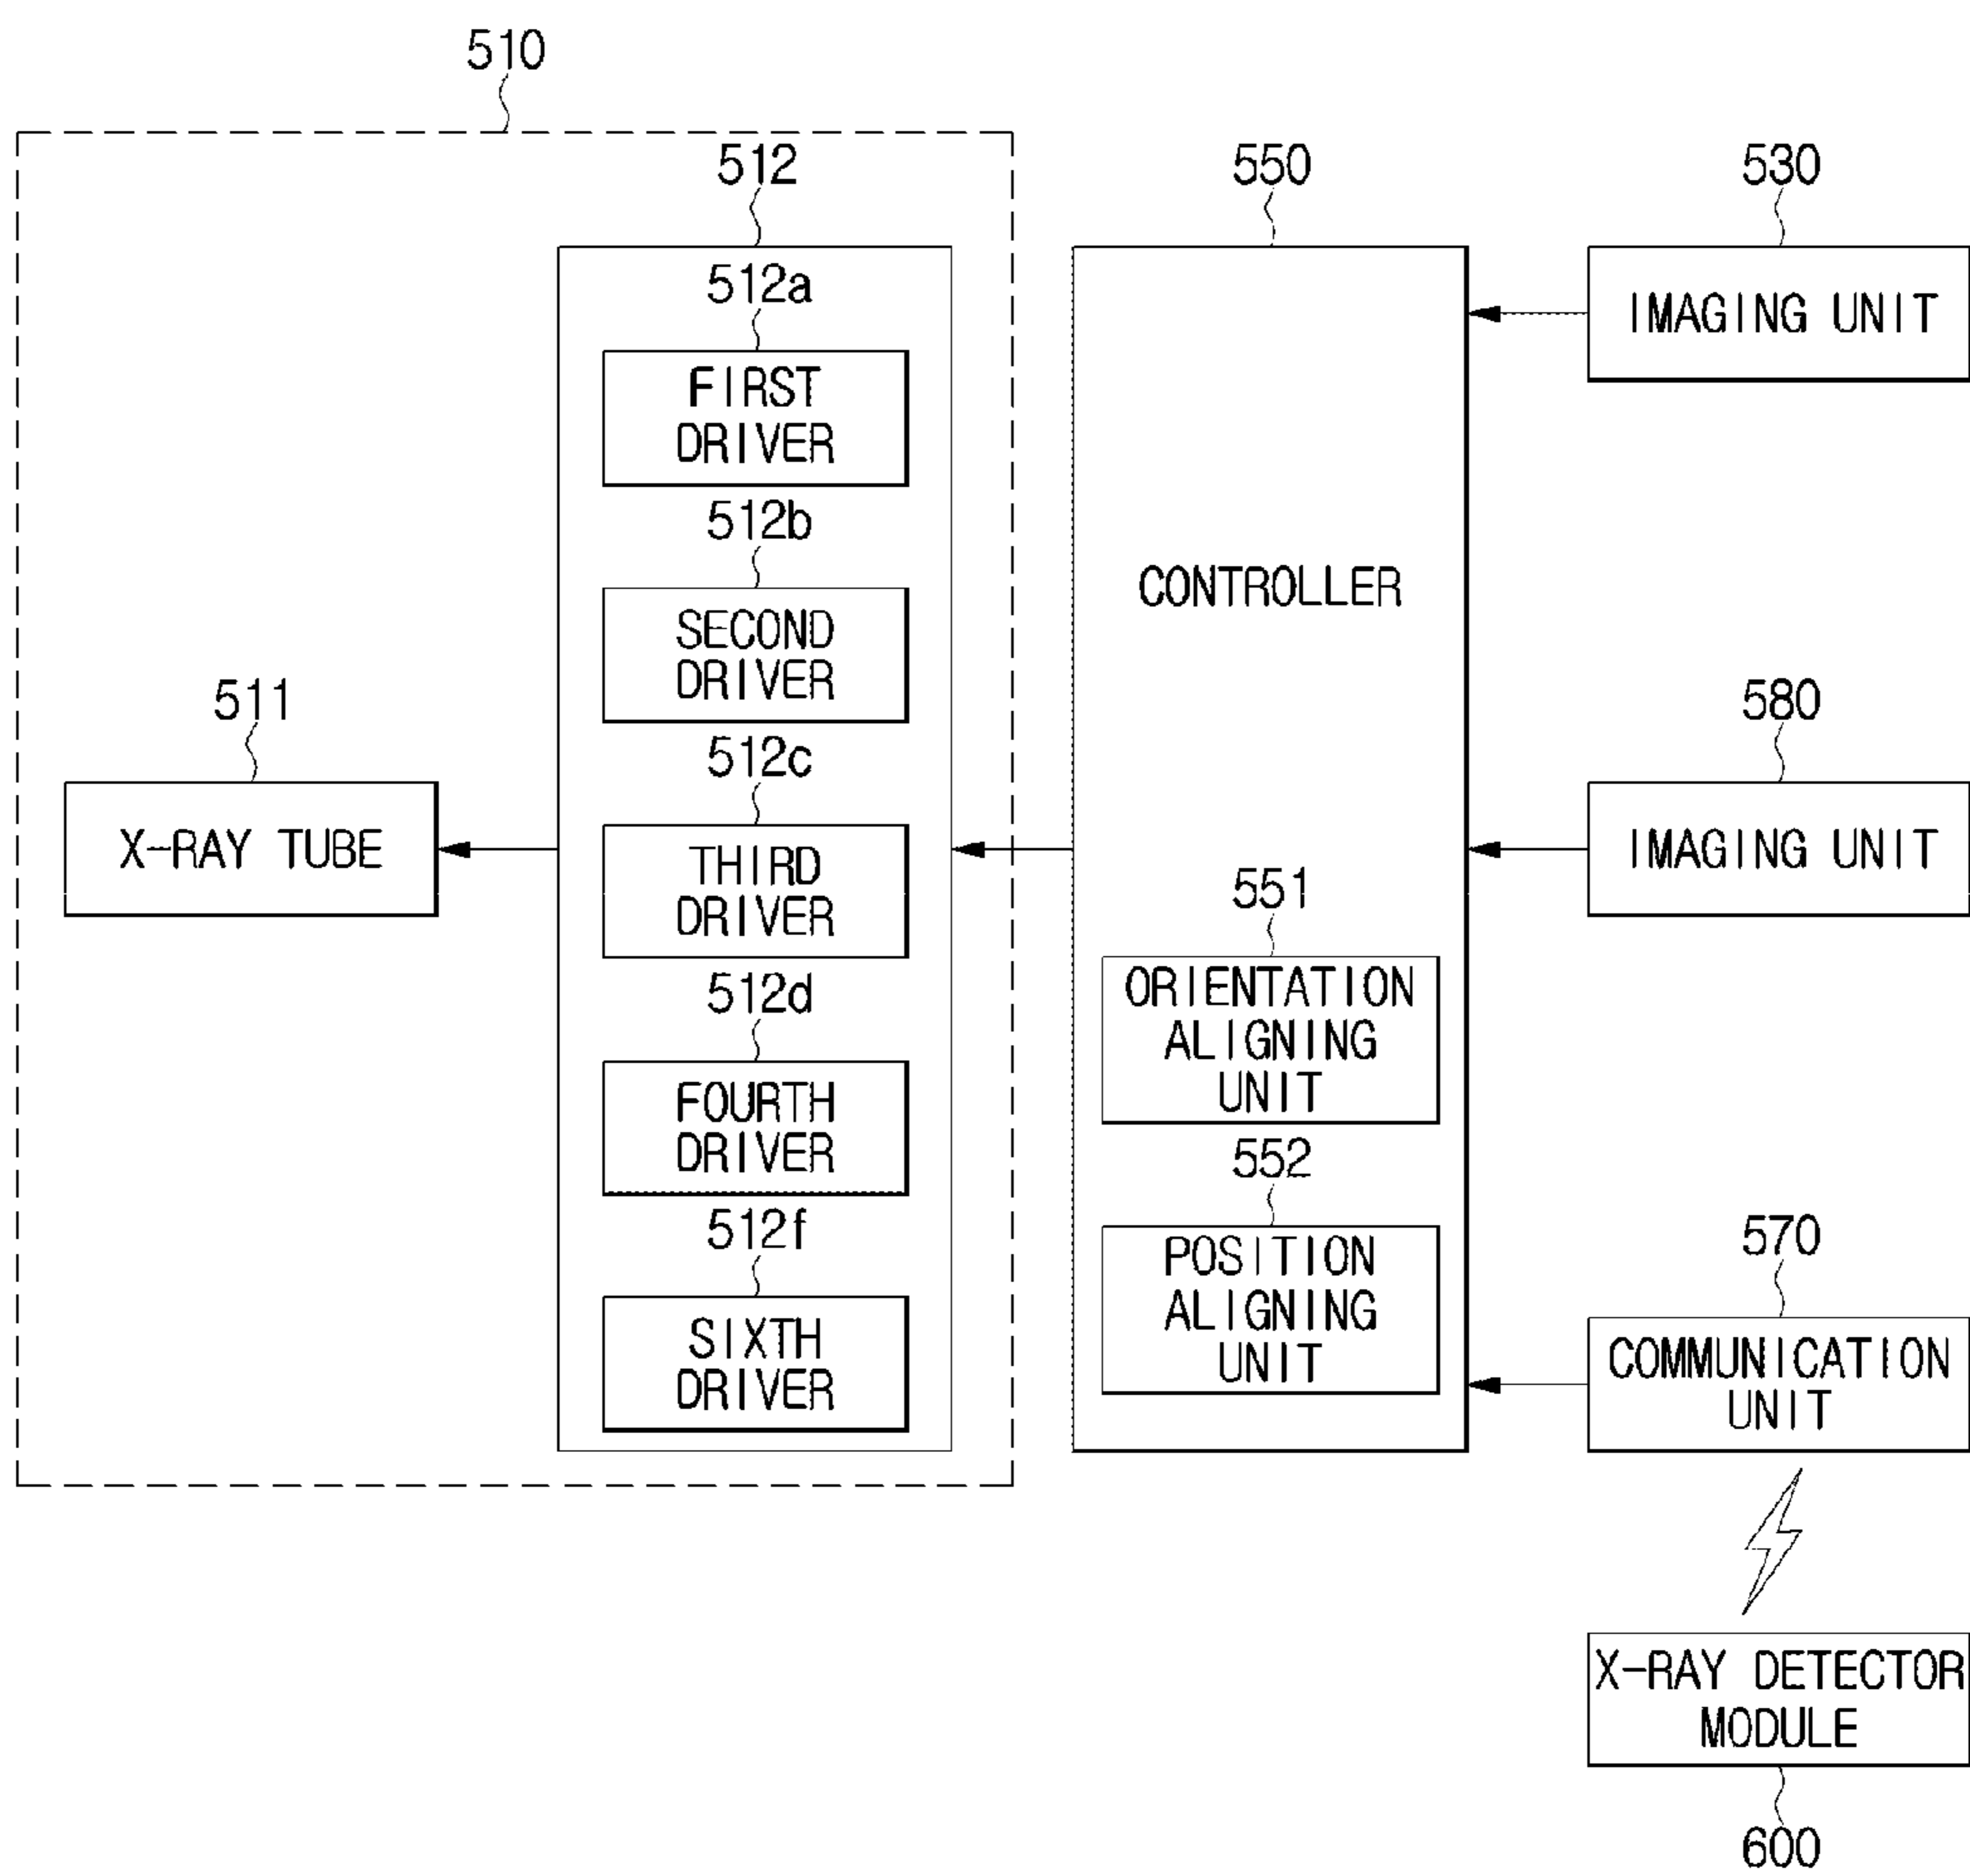 510
512
550
530
512a
IMAGING UNIT
FIRST
DRIVER
512b
CONTROLLER
SECOND
DRIVER
511
580
512c
X-RAY TUBE
THIRD
DRIVER
IMAGING UNIT
551
512d
ORIENTATION
ALIGNING
UNIT
FOURTH
DRIVER
552
512f
570
POSITION
ALIGNING
UNIT
SIXTH
DRIVER
COMMUNICATION
UNIT
X-RAY DETECTOR
MODULE
600